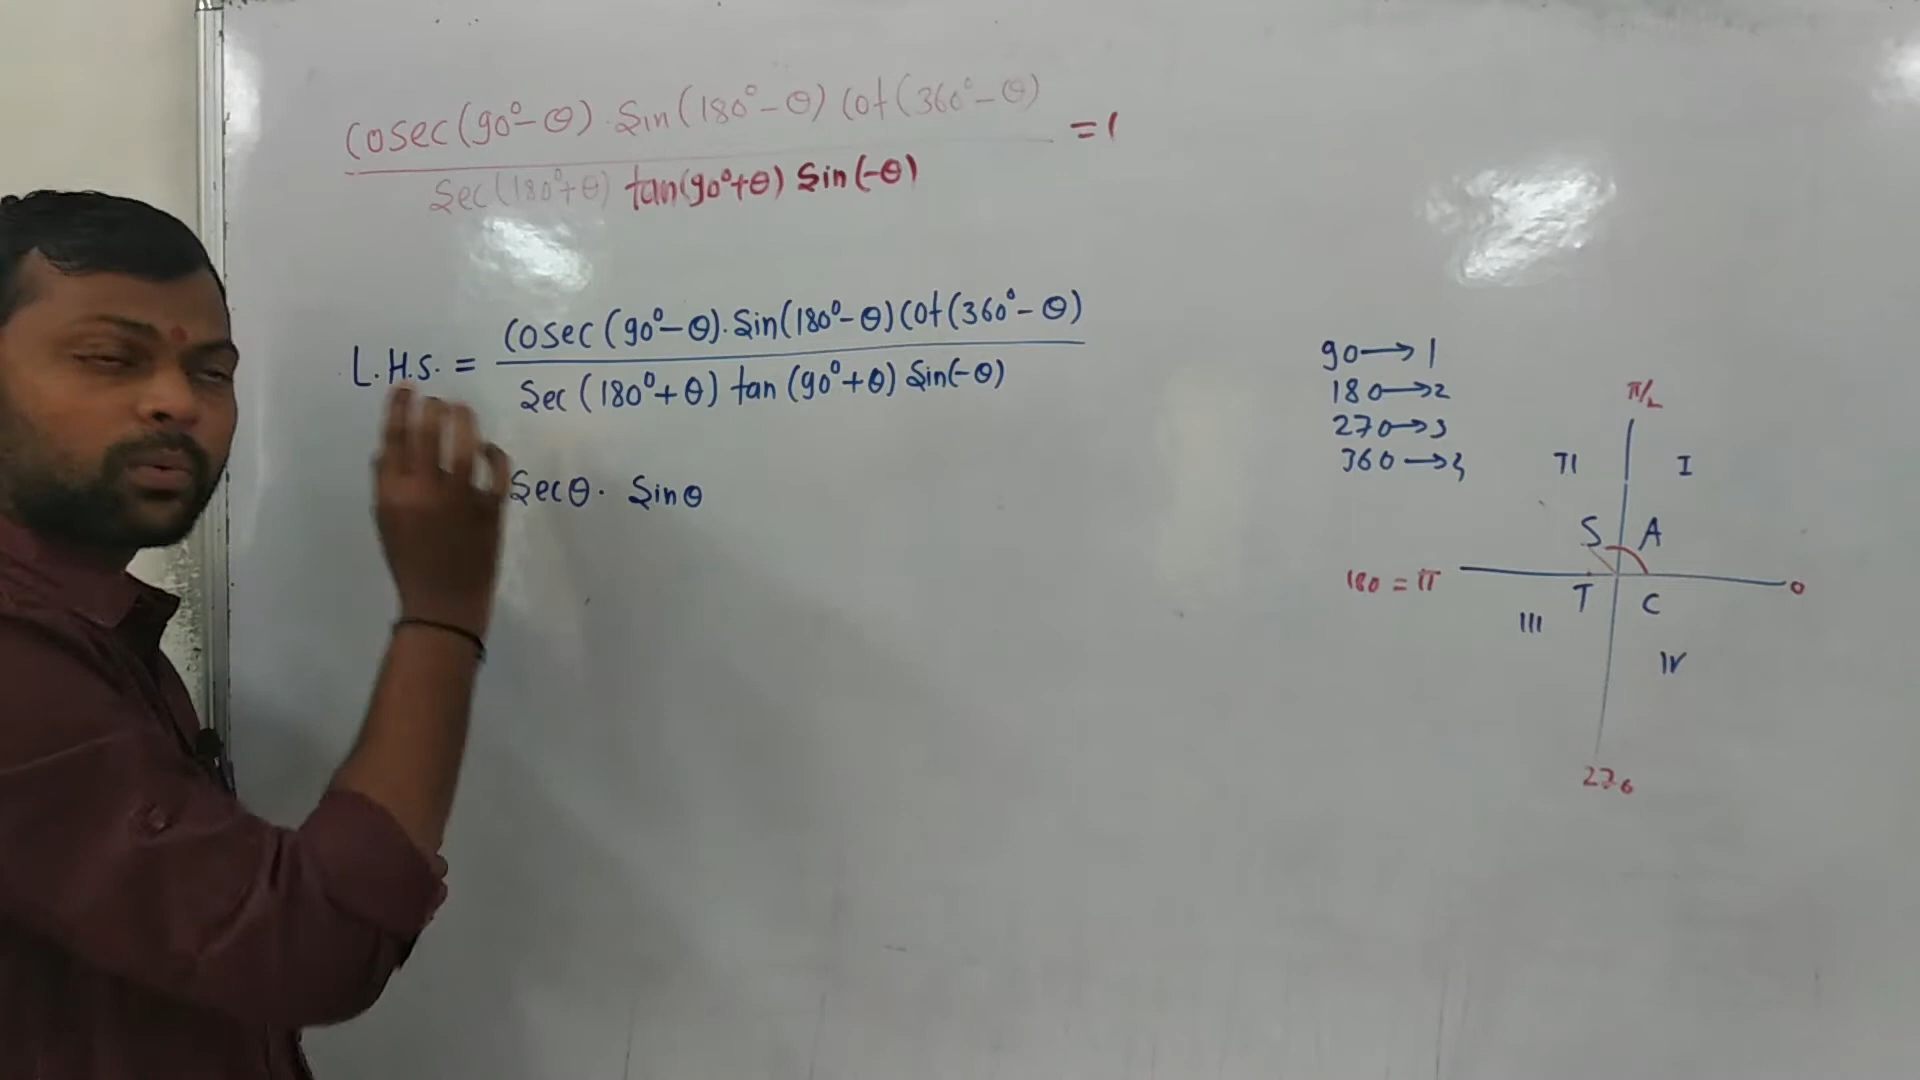 Cosec(90°-θ).Sin(180°-θ) Cot(360°-θ)
Sec(180°+θ) tan(90°+θ) Sin(-θ)
=1
L.H.S. = Cosec(90°-θ).Sin(180°-θ)Cot(360°-θ)
Sec(180°+θ) tan(90°+θ) Sin(-θ)
Secθ. Sinθ
90→1
180→2
270→3
360→4
π/2
II I
S A
180 = π 0
T C
III
IV
270